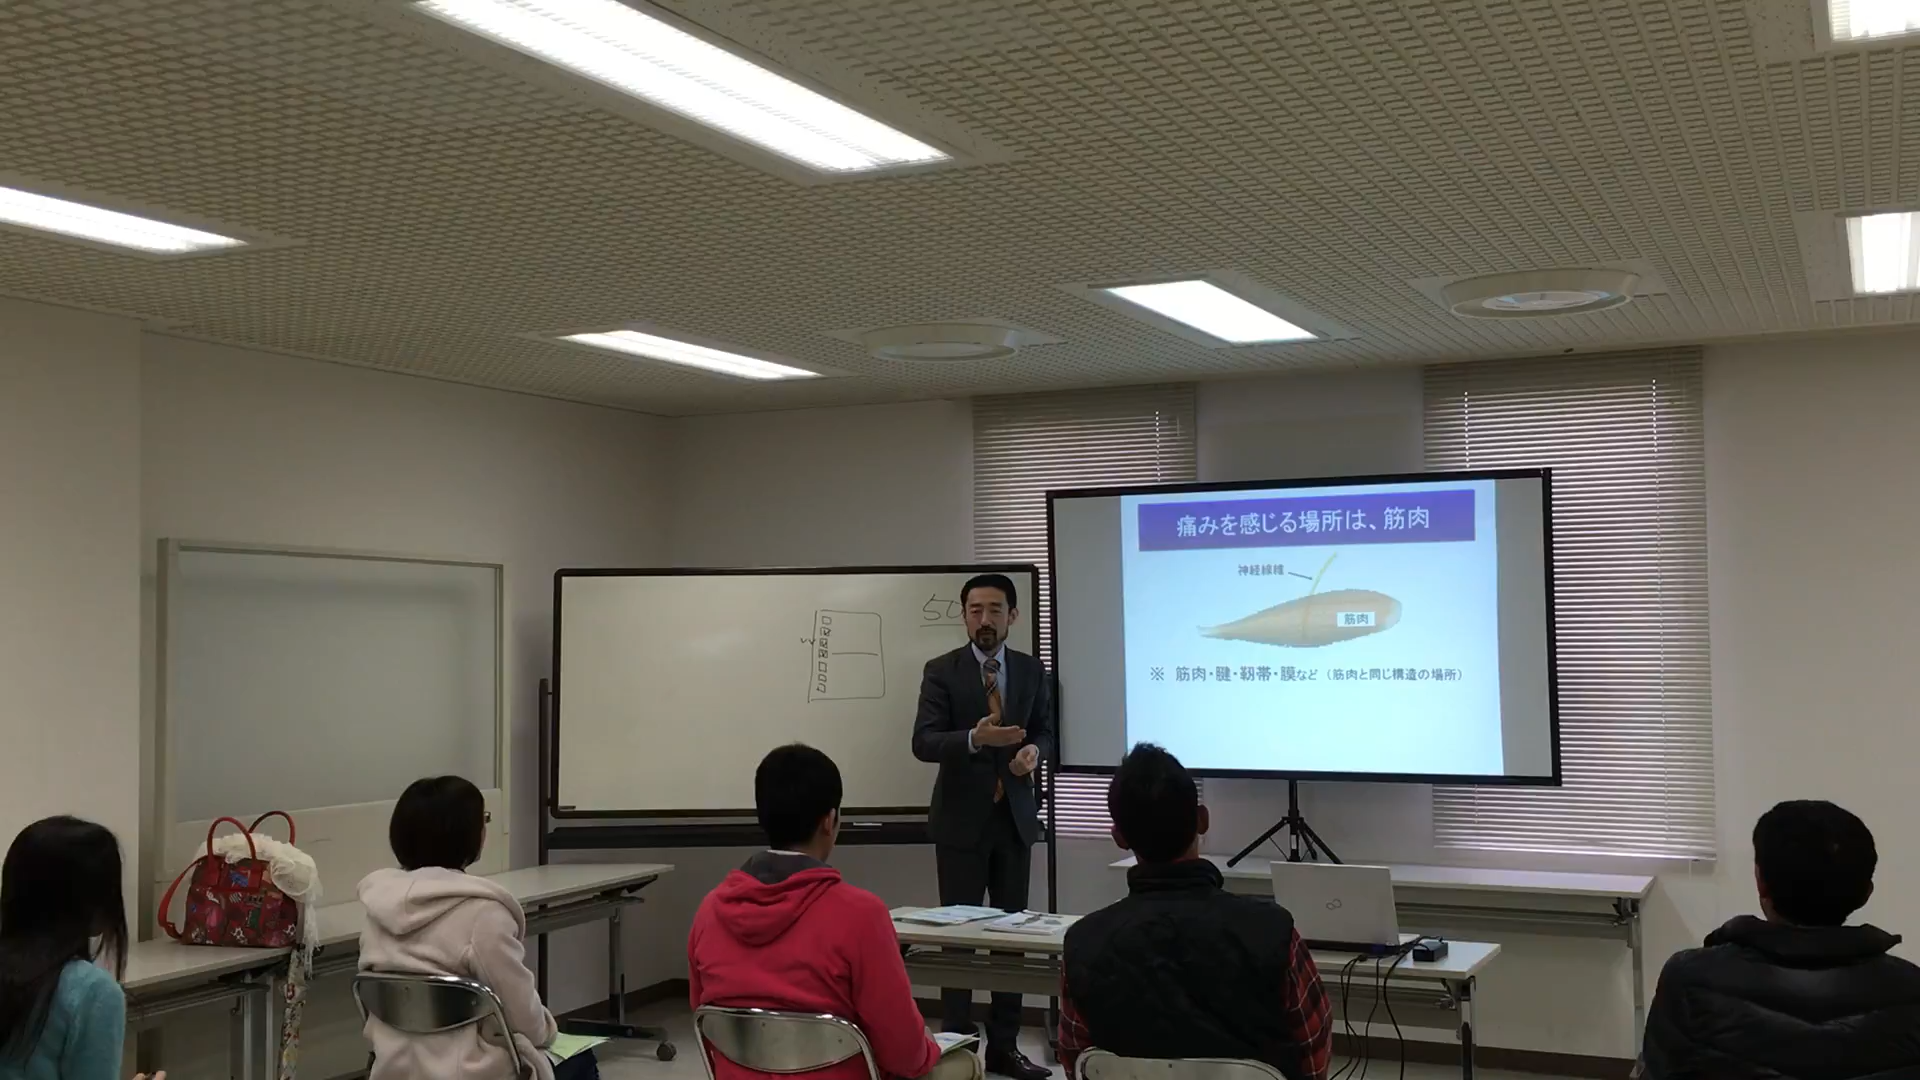 50
痛みを感じる場所は、筋肉
神経線維
筋肉
※ 筋肉・腱・靭帯・膜など（筋肉と同じ構造の場所）